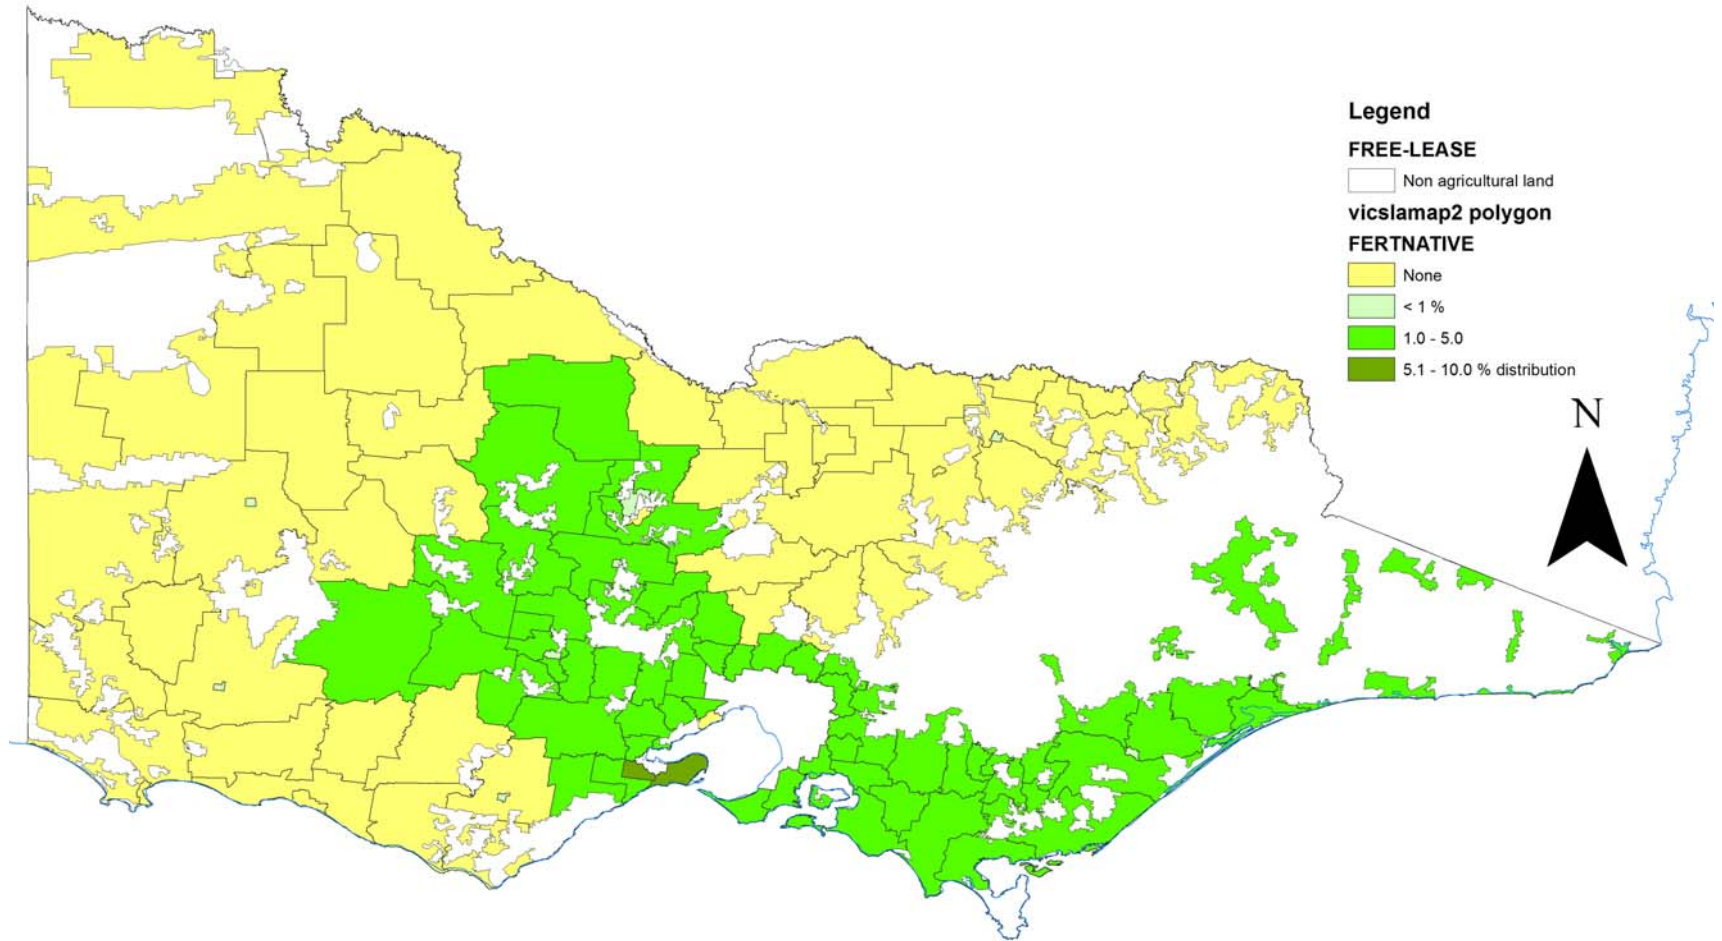 Legend
FREE-LEASE
Non agricultural land
vicslamap2 polygon
FERTNATIVE
None
< 1 %
1.0 - 5.0
5.1 - 10.0 % distribution
N